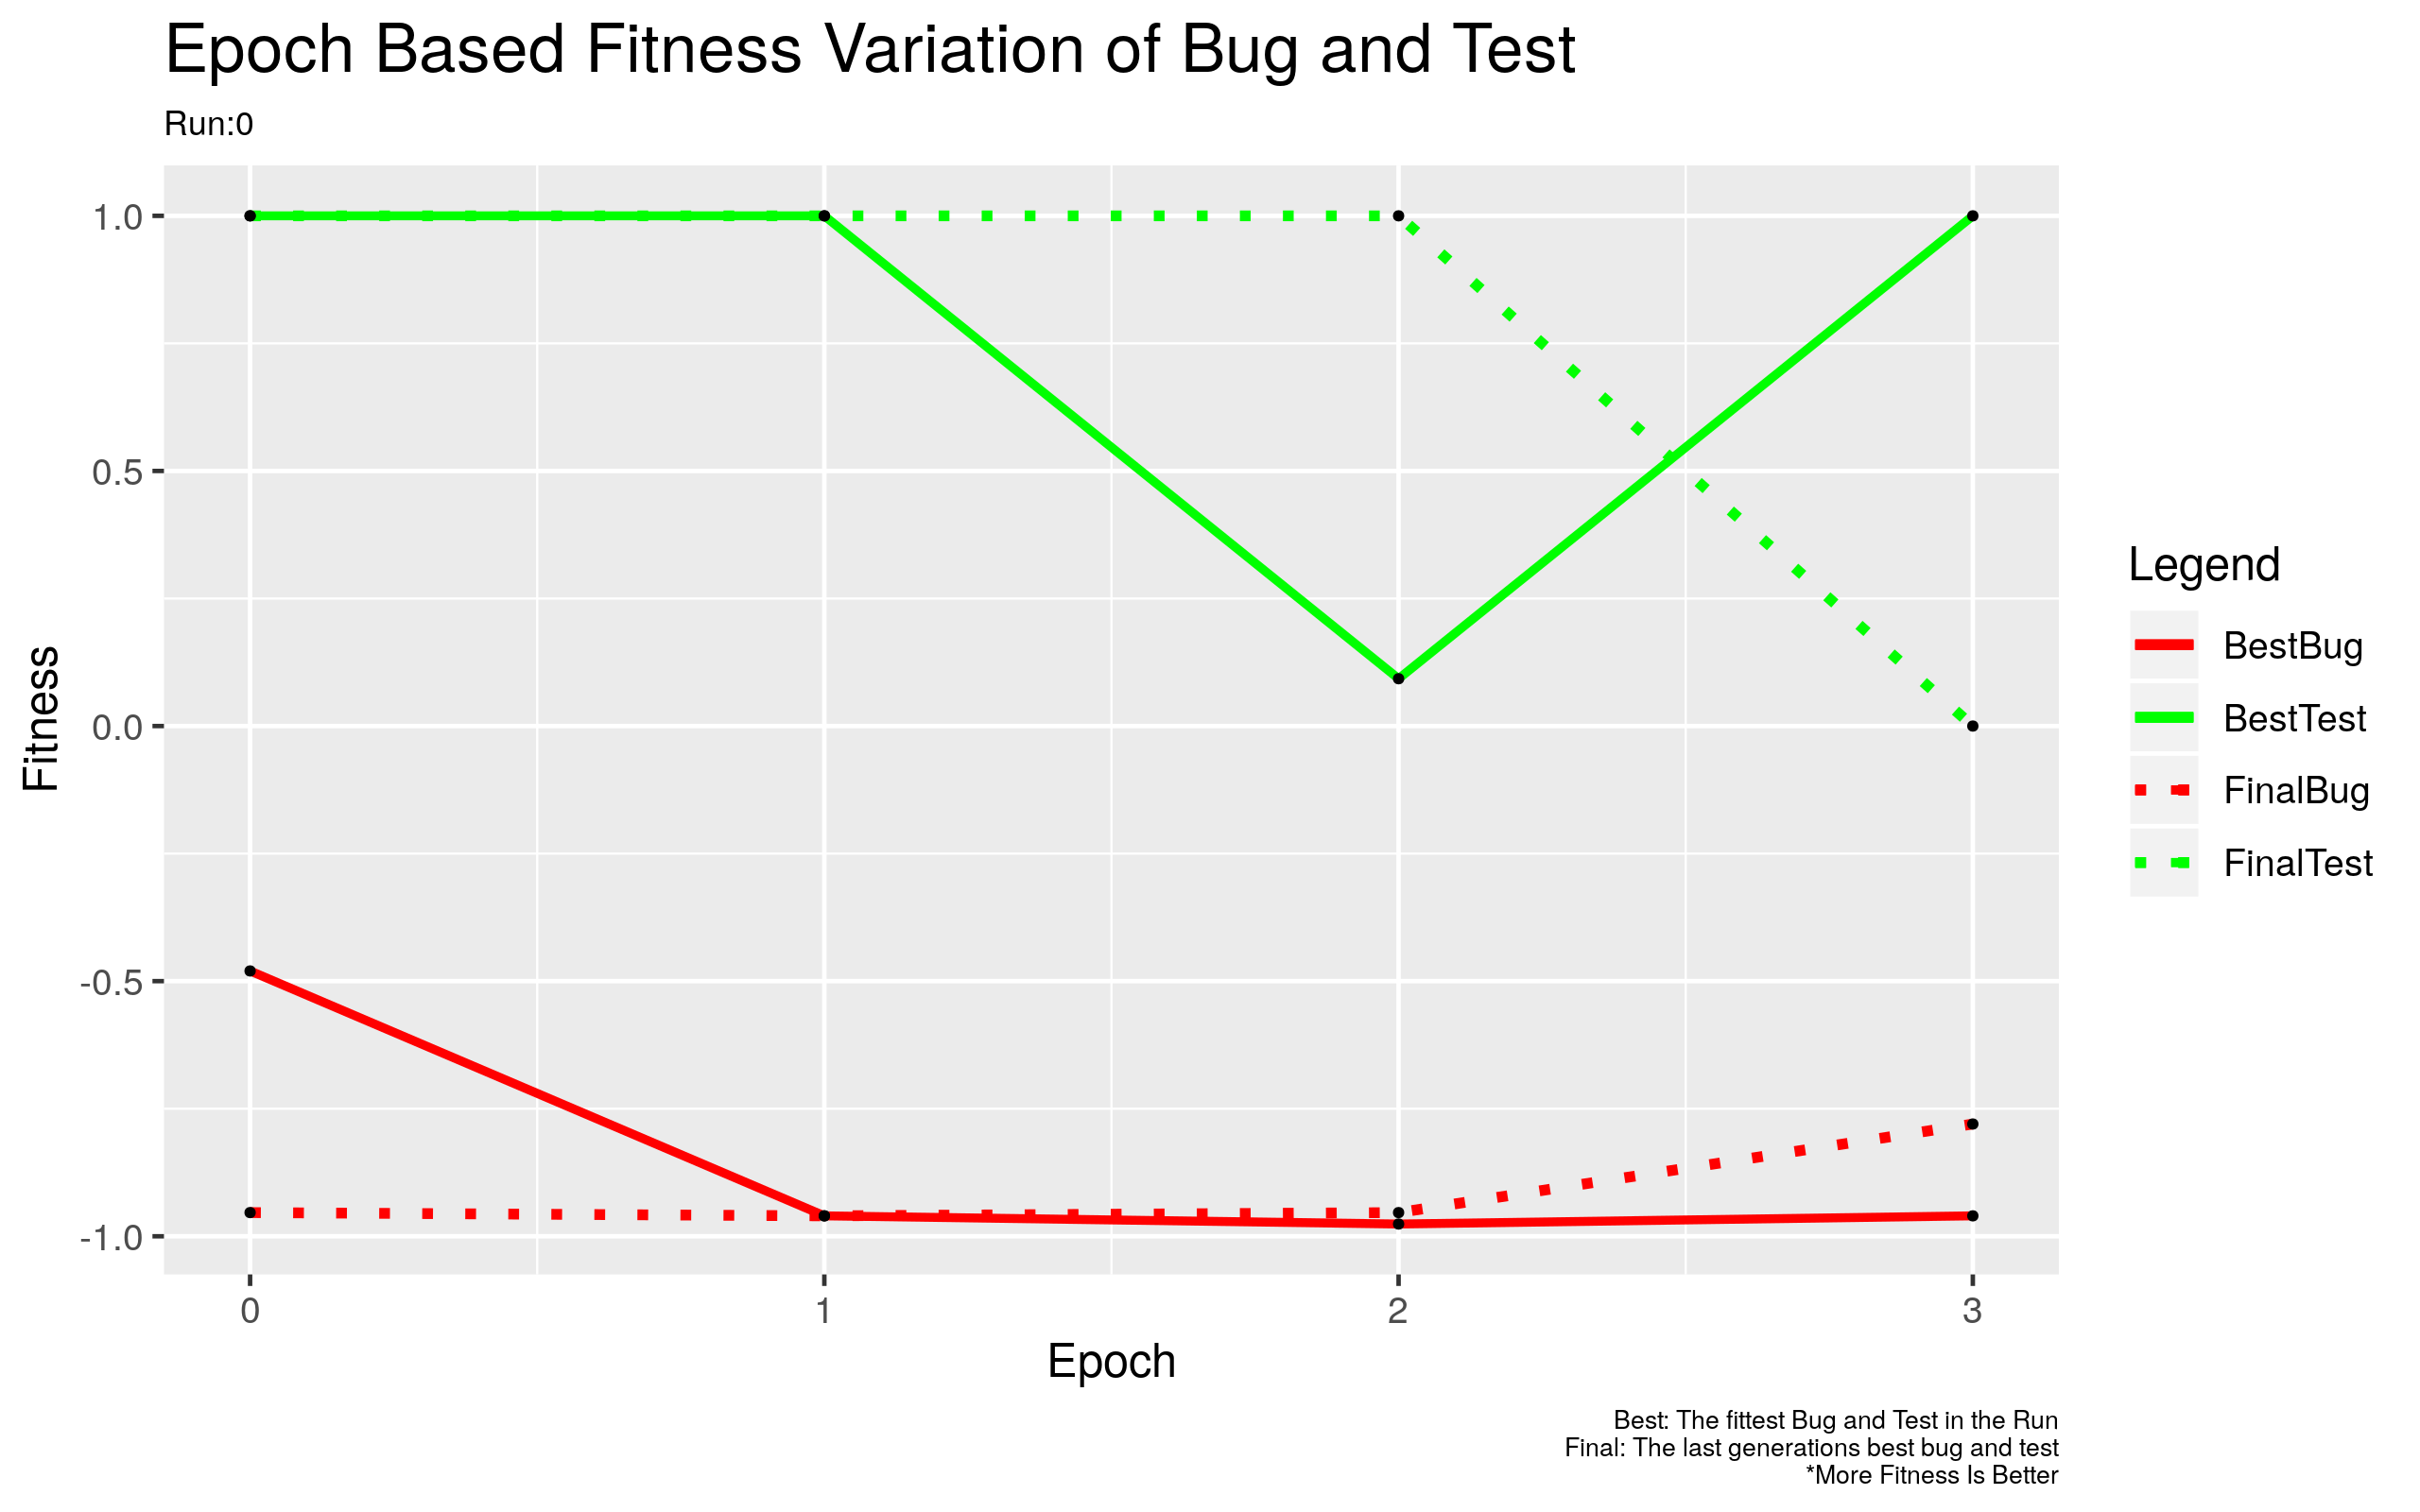 Epoch Based Fitness Variation of Bug and Test
Run:0
1.0
0.5
0.0
-0.5
-1.0
Fitness
0
1
2
3
Epoch
Legend
BestBug
BestTest
FinalBug
FinalTest
Best: The fittest Bug and Test in the Run
Final: The last generations best bug and test
*More Fitness Is Better